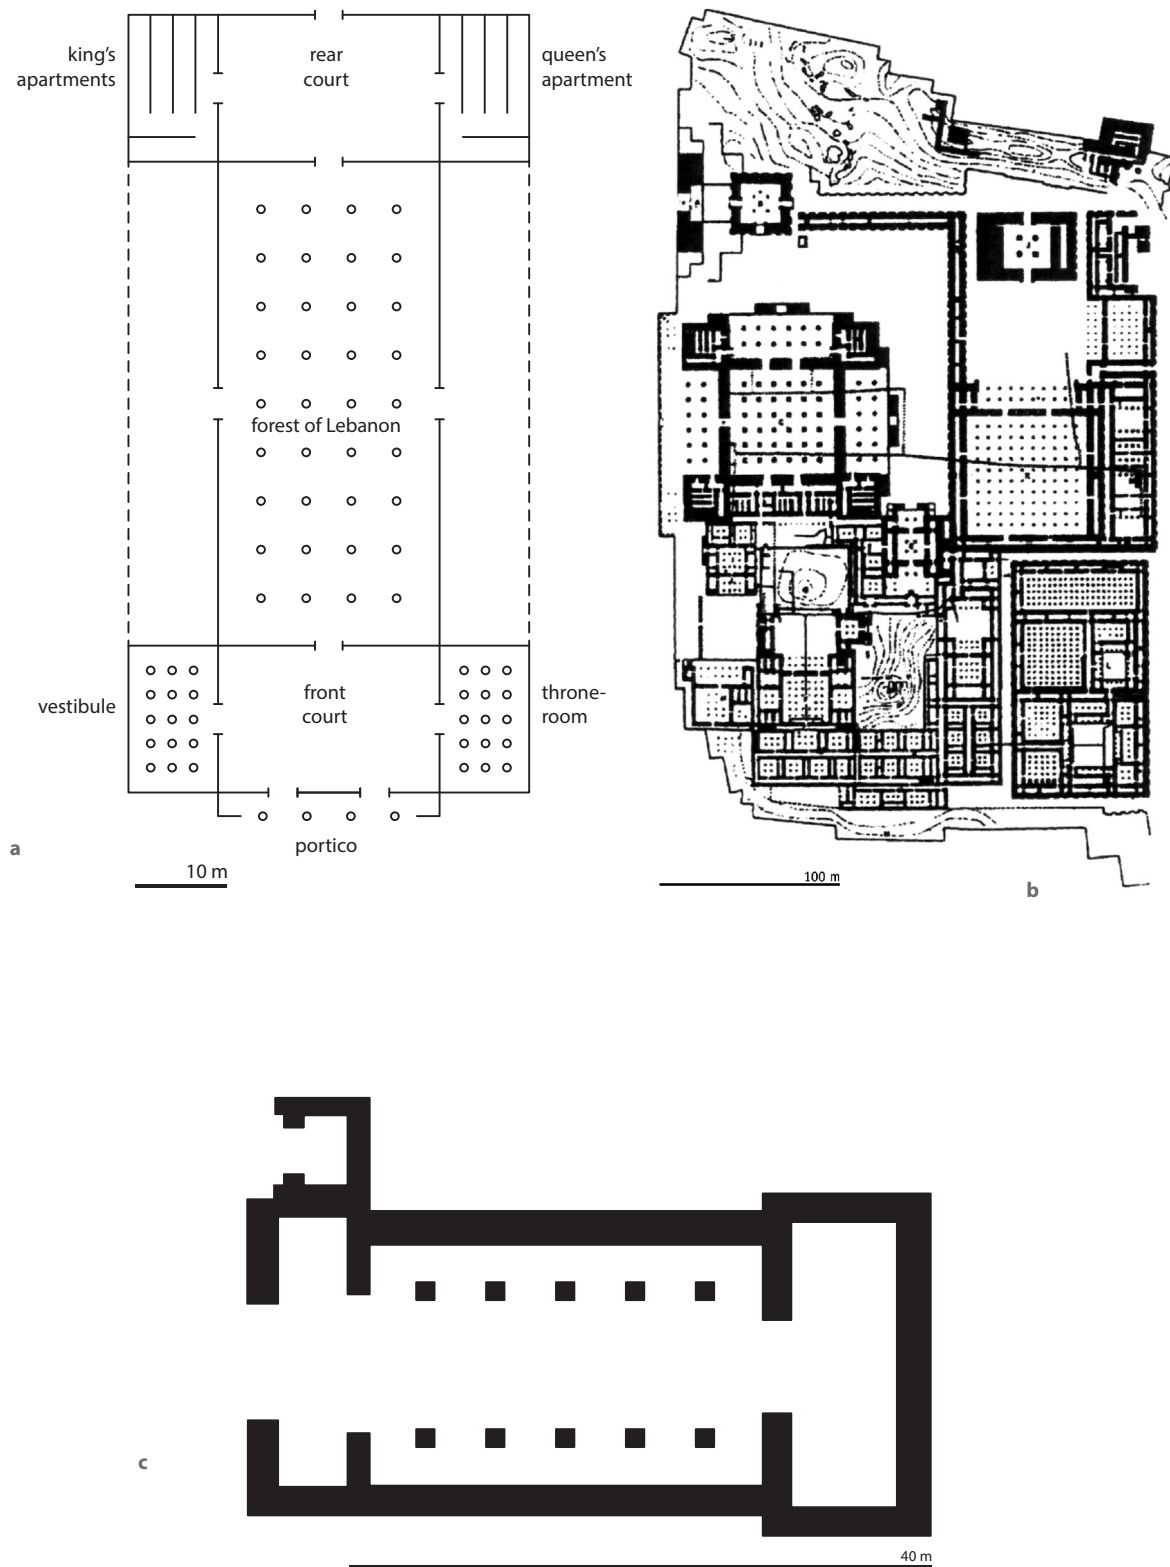 king's
apartments
rear
court
queen's
apartment
forest of Lebanon
vestibule
front
court
throne-
room
portico
a
10 m
100 m
b
c
40 m